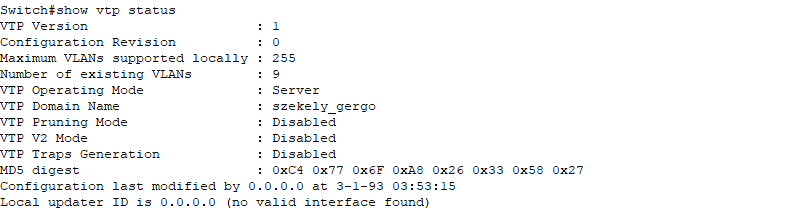 Switch#show vtp status
VTP Version                     : 1
Configuration Revision          : 0
Maximum VLANs supported locally : 255
Number of existing VLANs        : 9
VTP Operating Mode              : Server
VTP Domain Name                 : szekely_gergo
VTP Pruning Mode                : Disabled
VTP V2 Mode                     : Disabled
VTP Traps Generation            : Disabled
MD5 digest                      : 0xC4 0x77 0x6F 0xA8 0x26 0x33 0x58 0x27
Configuration last modified by 0.0.0.0 at 3-1-93 03:53:15
Local updater ID is 0.0.0.0 (no valid interface found)